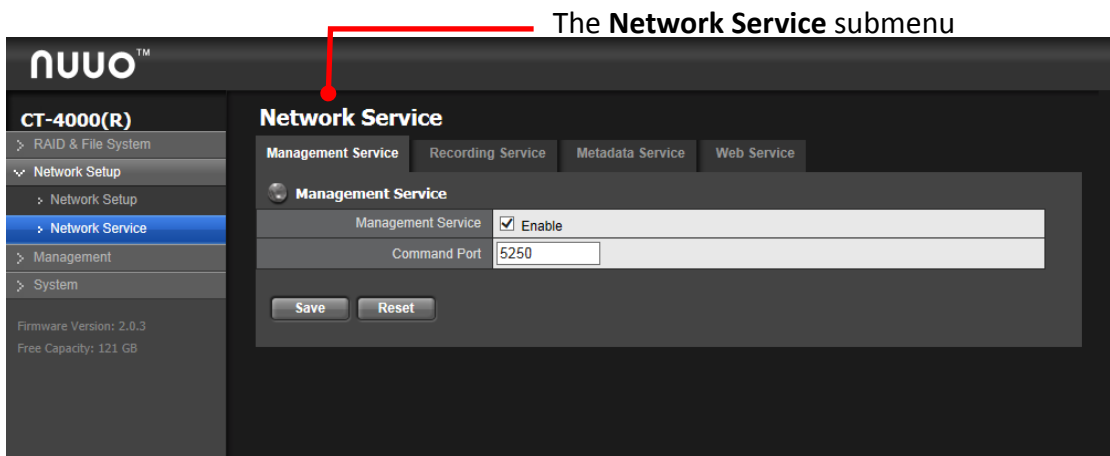 The Network Service submenu
nuuo™
CT-4000(R)
RAID & File System
Network Setup
Network Setup
Network Service
Management
System
Firmware Version: 2.0.3
Free Capacity: 121 GB
Network Service
Management Service Recording Service Metadata Service Web Service
Management Service
Management Service Enable
Command Port 5250
Save Reset